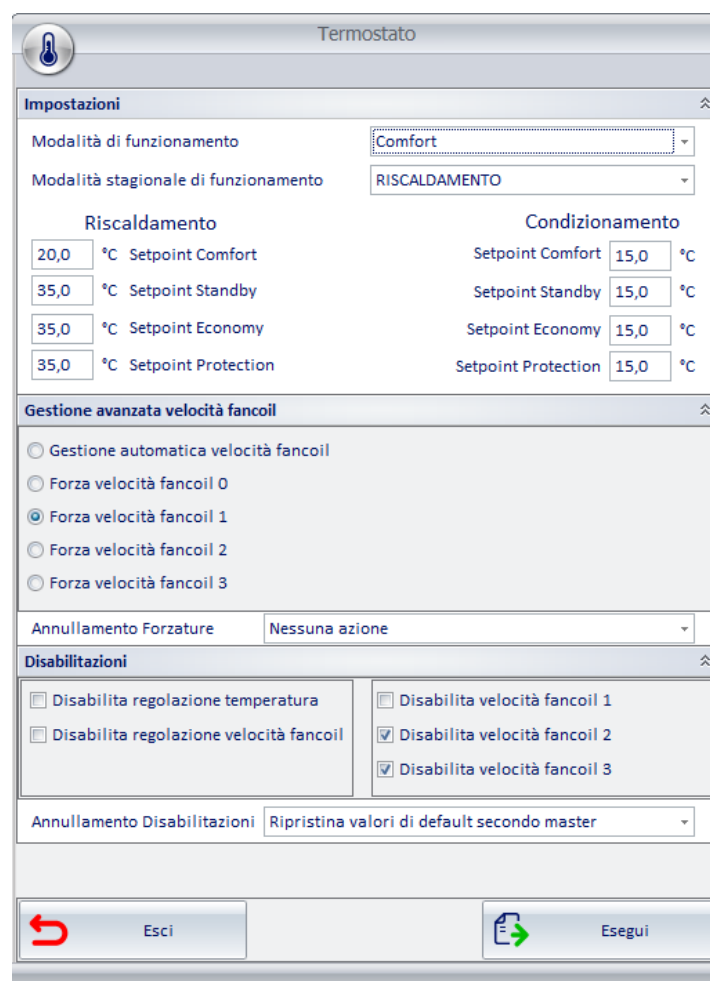 Termostato
Impostazioni
Modalità di funzionamento Comfort
Modalità stagionale di funzionamento RISCALDAMENTO
Riscaldamento Condizionamento
20,0 °C Setpoint Comfort Setpoint Comfort 15,0 °C
35,0 °C Setpoint Standby Setpoint Standby 15,0 °C
35,0 °C Setpoint Economy Setpoint Economy 15,0 °C
35,0 °C Setpoint Protection Setpoint Protection 15,0 °C
Gestione avanzata velocità fancoil
Gestione automatica velocità fancoil
Forza velocità fancoil 0
Forza velocità fancoil 1
Forza velocità fancoil 2
Forza velocità fancoil 3
Annullamento Forzature Nessuna azione
Disabilitazioni
Disabilita regolazione temperatura Disabilita velocità fancoil 1
Disabilita regolazione velocità fancoil Disabilita velocità fancoil 2
Disabilita velocità fancoil 3
Annullamento Disabilitazioni Ripristina valori di default secondo master
Esci Esegui